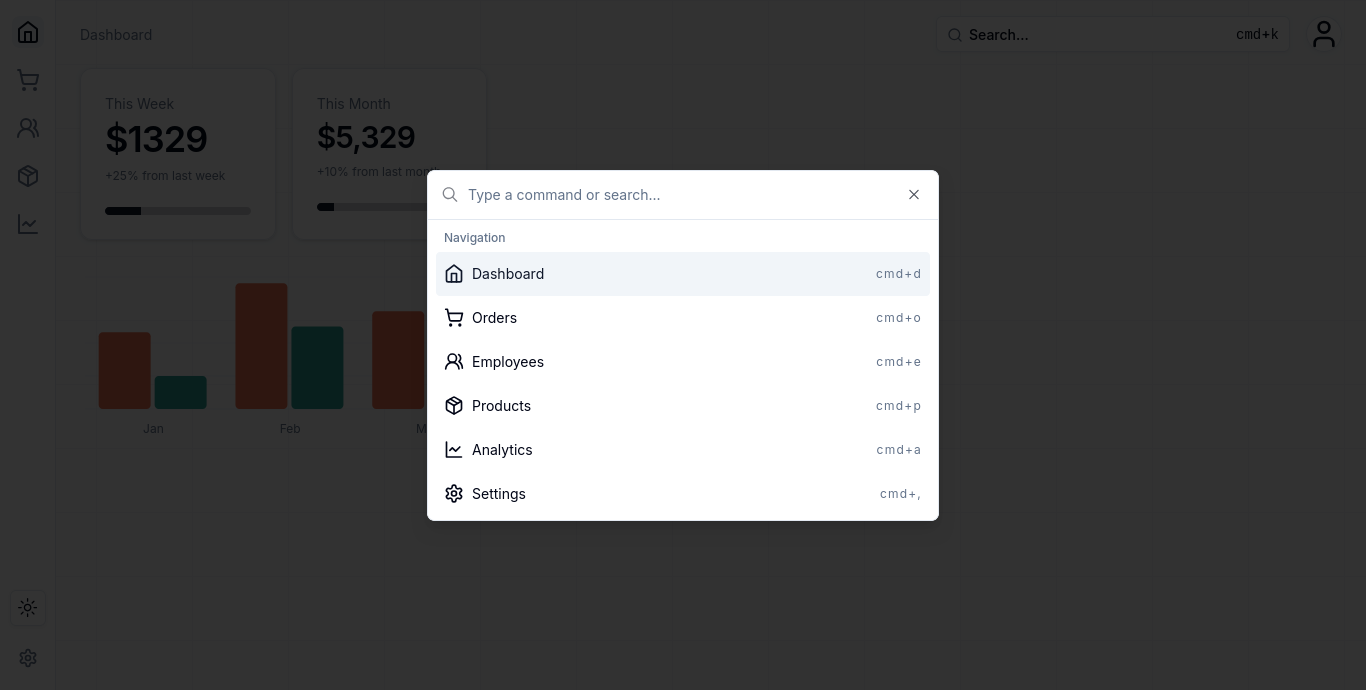 Dashboard
Search...
cmd+k
This Week
$1329
+25% from last week
This Month
$5,329
+10% from last month
Type a command or search...
Navigation
Dashboard cmd+d
Orders cmd+o
Employees cmd+e
Products cmd+p
Analytics cmd+a
Settings cmd+,
Jan
Feb